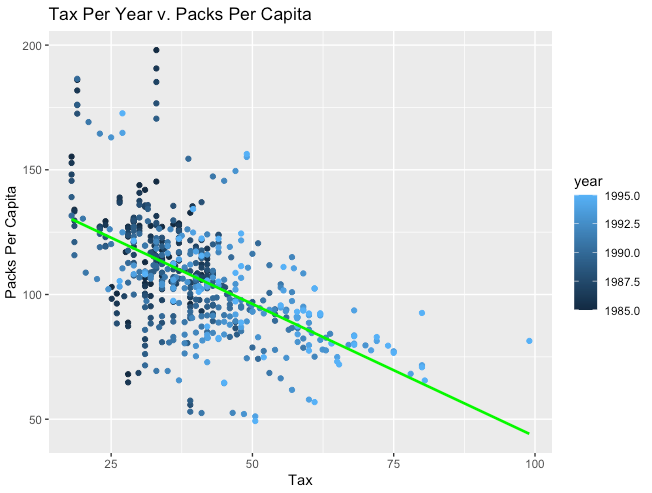 Tax Per Year v. Packs Per Capita
200
150
100
50
Packs Per Capita
25 50 75 100
Tax
year
1995.0
1992.5
1990.0
1987.5
1985.0